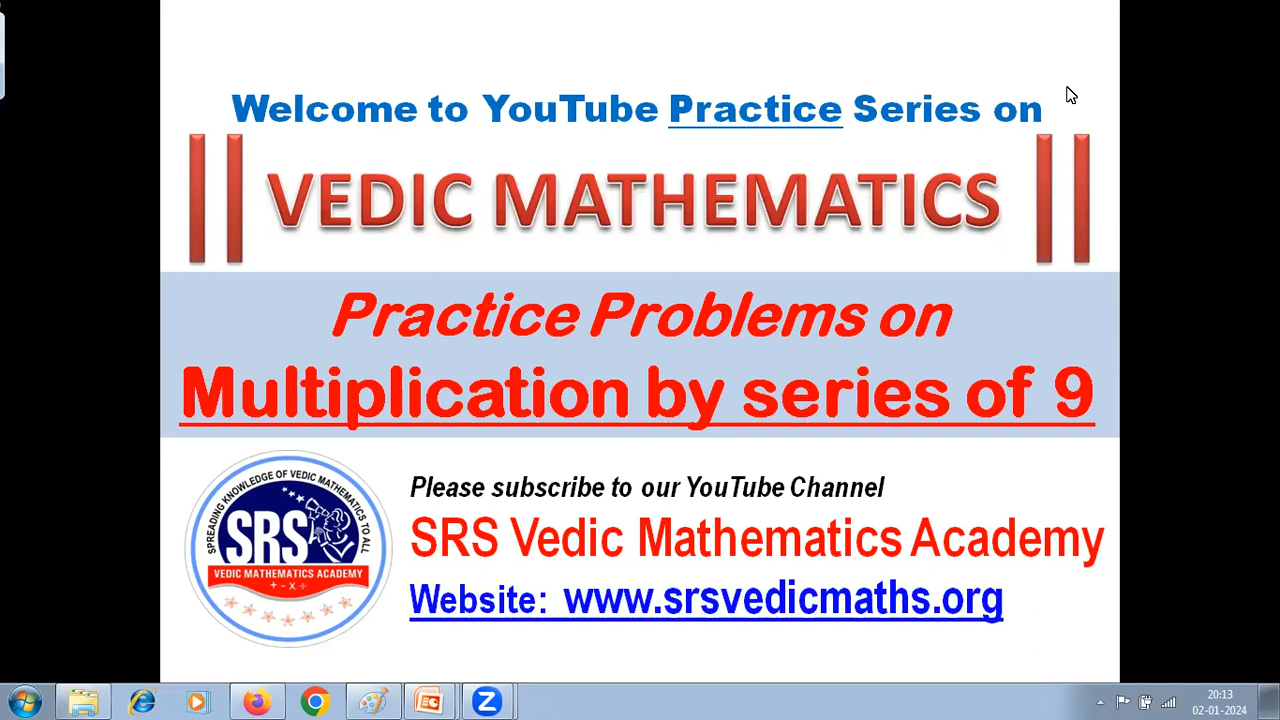 Welcome to YouTube Practice Series on
|| VEDIC MATHEMATICS ||
Practice Problems on
Multiplication by series of 9
SPREADING KNOWLEDGE OF VEDIC MATHEMATICS TO ALL
SRS
VEDIC MATHEMATICS ACADEMY
+ - x ÷
Please subscribe to our YouTube Channel
SRS Vedic Mathematics Academy
Website: www.srsvedicmaths.org
20:13
02-01-2024